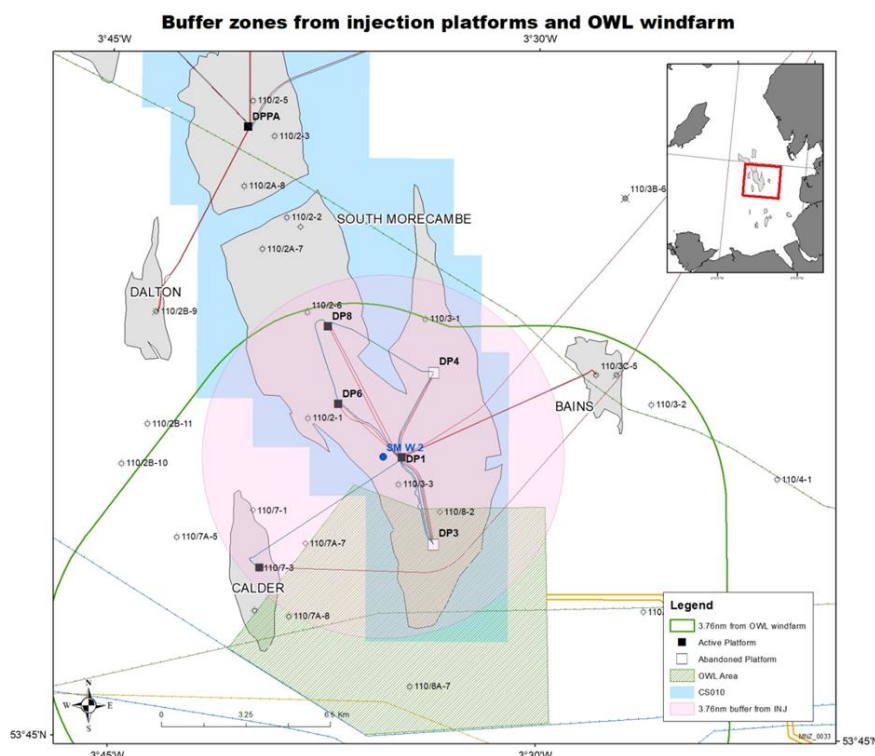 Buffer zones from injection platforms and OWL windfarm
3°45'W
3°30'W
110/2-5
DPPA
110/2-3
110/2A-8
110/3B-6
110/2-2
SOUTH MORECAMBE
110/2A-7
DALTON
110/2B-9
110/2-6
110/3-1
DP8
DP4
110/3C-5
DP6
BAINS
110/3-2
110/2-1
110/2B-11
SM W 2
DP1
110/2B-10
110/3-3
110/4-1
110/7-1
110/8-2
110/7A-5
110/7A-7
DP3
110/7-3
CALDER
110/7A-8
110/8A-7
Legend
3.76nm from OWL windfarm
Active Platform
Abandoned Platform
OWL Area
CS010
3.76nm buffer from INJ
N
W E
S
0 3.25 6.5 Km
MNZ_0033
53°45'N
53°45'N
3°45'W
3°30'W